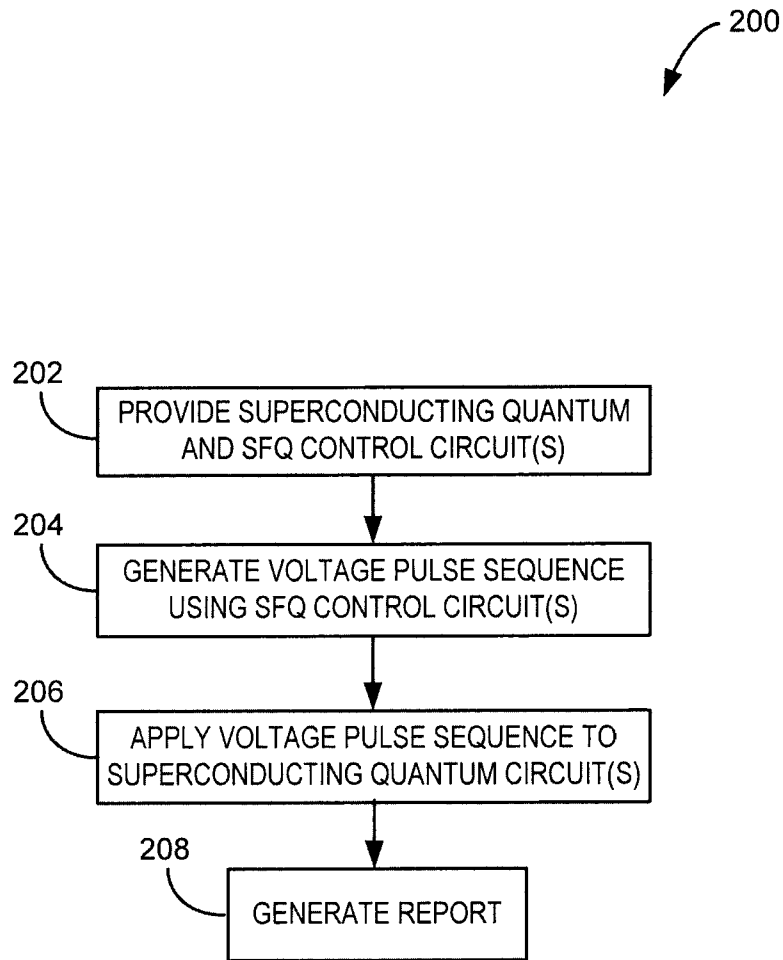 200
202
PROVIDE SUPERCONDUCTING QUANTUM
AND SFQ CONTROL CIRCUIT(S)
204
GENERATE VOLTAGE PULSE SEQUENCE
USING SFQ CONTROL CIRCUIT(S)
206
APPLY VOLTAGE PULSE SEQUENCE TO
SUPERCONDUCTING QUANTUM CIRCUIT(S)
208
GENERATE REPORT